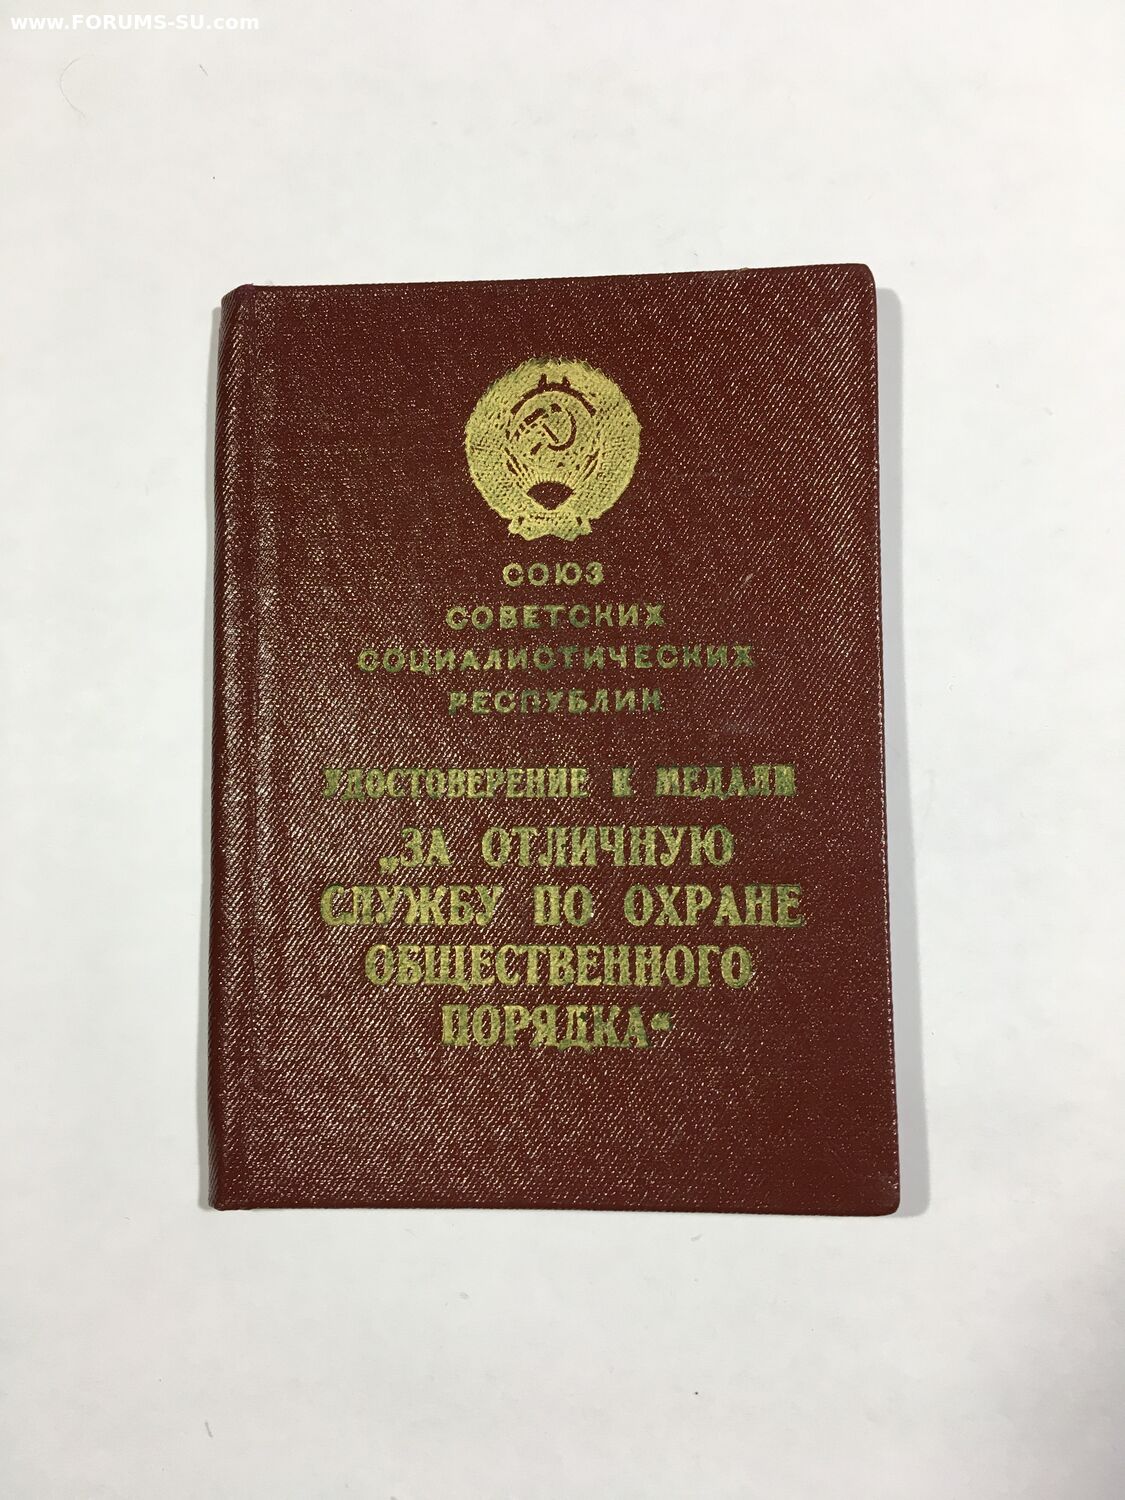 www.FORUMS-SU.com
СОЮЗ
СОВЕТСКИХ
СОЦИАЛИСТИЧЕСКИХ
РЕСПУБЛИК
УДОСТОВЕРЕНИЕ К МЕДАЛИ
„ЗА ОТЛИЧНУЮ
СЛУЖБУ ПО ОХРАНЕ
ОБЩЕСТВЕННОГО
ПОРЯДКА“